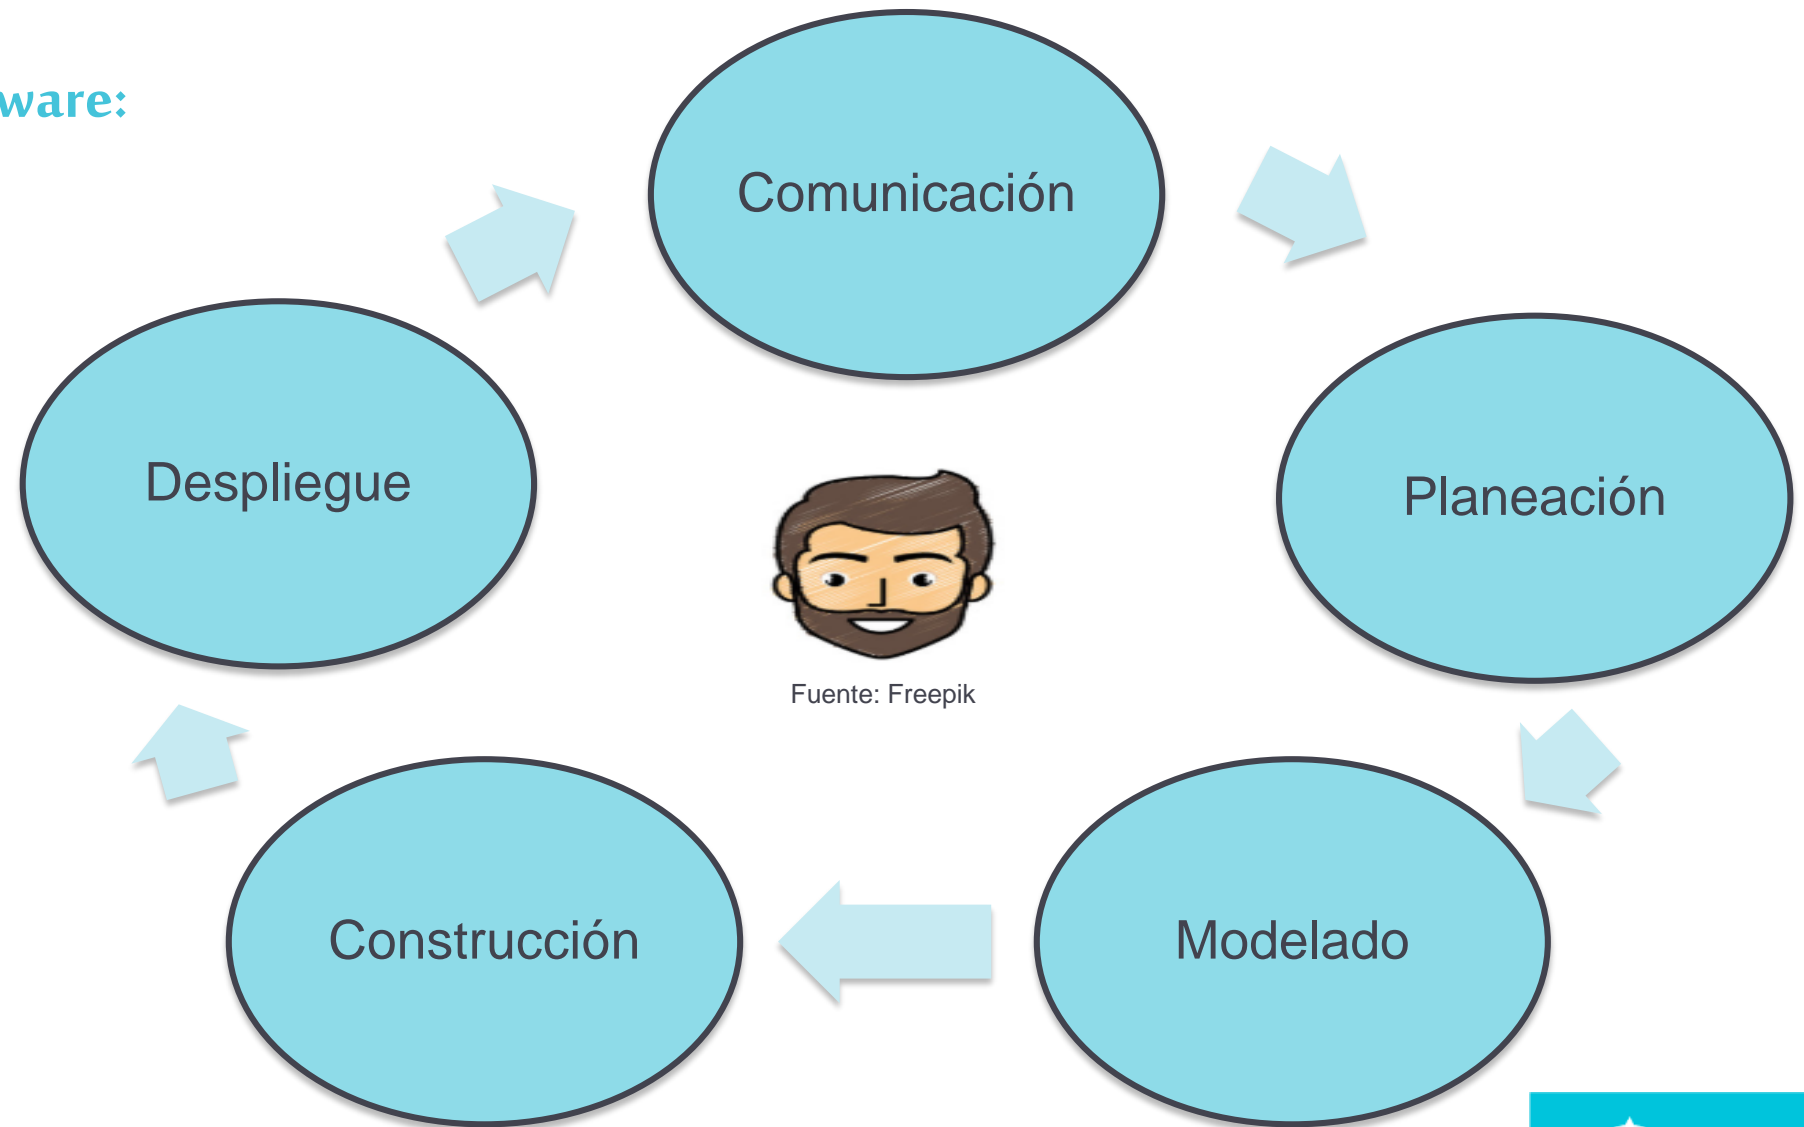 ware:
Comunicación
Despliegue
Planeación
Fuente: Freepik
Construcción
Modelado